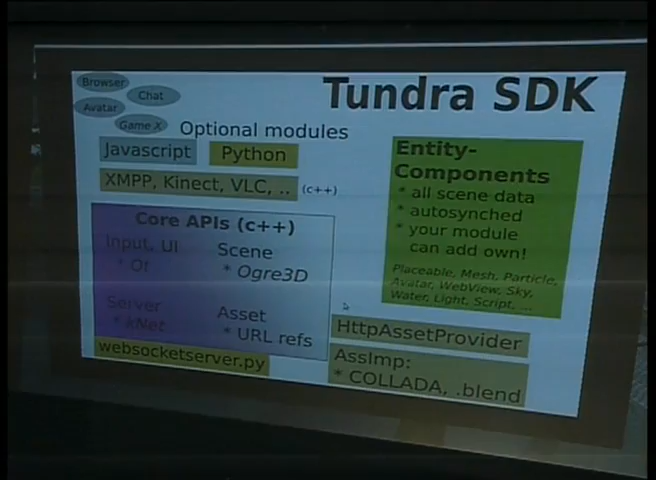 Browser
Chat
Avatar
Game X
Tundra SDK
Optional modules
Javascript
Python
XMPP, Kinect, VLC, .. (c++)
Entity-
Components
* all scene data
* autosynched
* your module
can add own!
Placeable, Mesh, Particle,
Avatar, WebView, Sky,
Water, Light, Script, ...
Core APIs (c++)
Input, UI
* Qt
Scene
* Ogre3D
Server
* kNet
Asset
* URL refs
websocketserver.py
HttpAssetProvider
AssImp:
* COLLADA, .blend